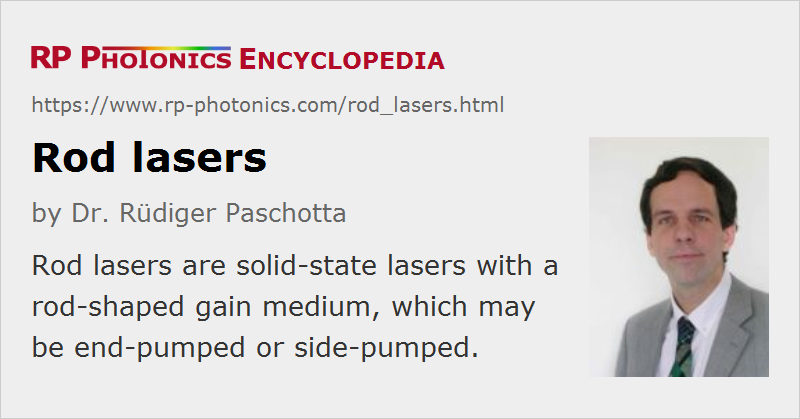 RP PHOTONICS ENCYCLOPEDIA
https://www.rp-photonics.com/rod_lasers.html
Rod lasers
by Dr. Rüdiger Paschotta
Rod lasers are solid-state lasers with a
rod-shaped gain medium, which may
be end-pumped or side-pumped.